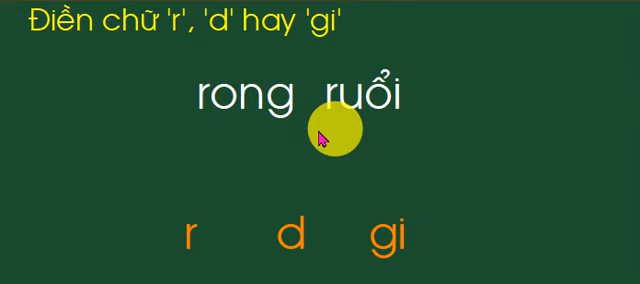 Điền chữ 'r', 'd' hay 'gi'
rong ruổi
r d gi